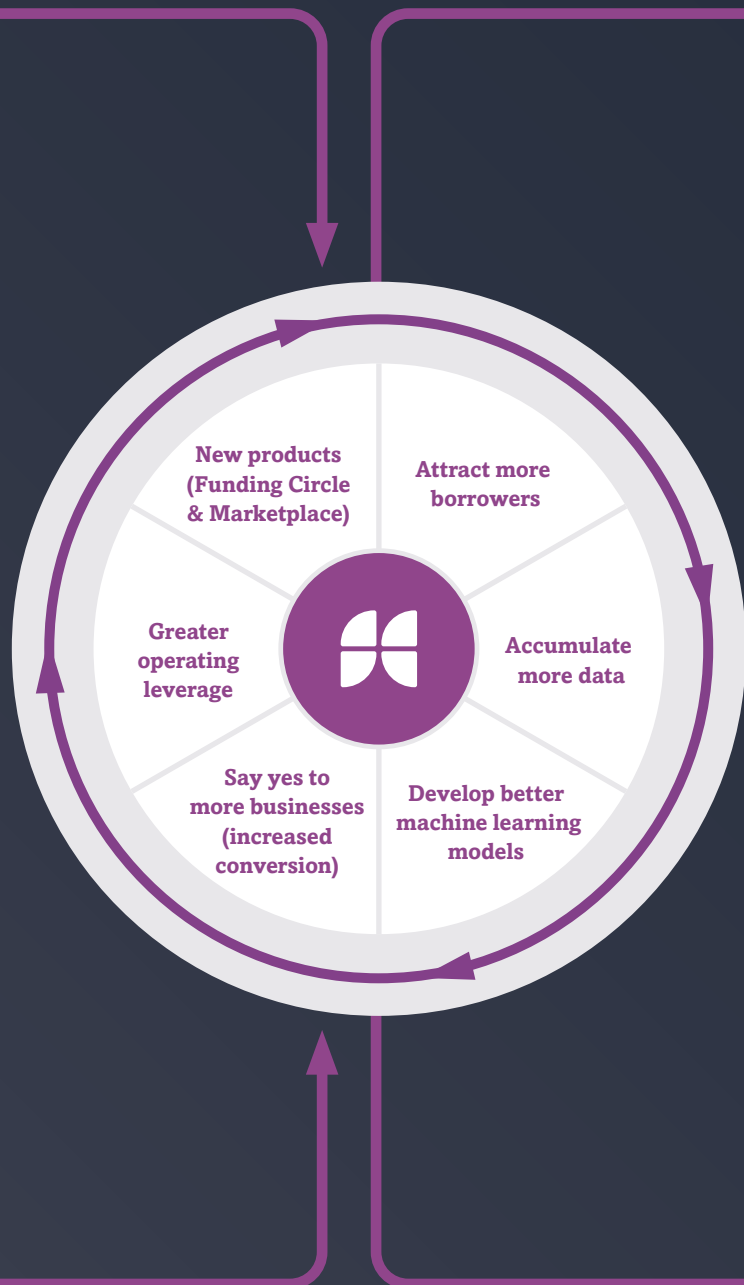 New products
(Funding Circle
& Marketplace)
Attract more
borrowers
Accumulate
more data
Develop better
machine learning
models
Say yes to
more businesses
(increased
conversion)
Greater
operating
leverage